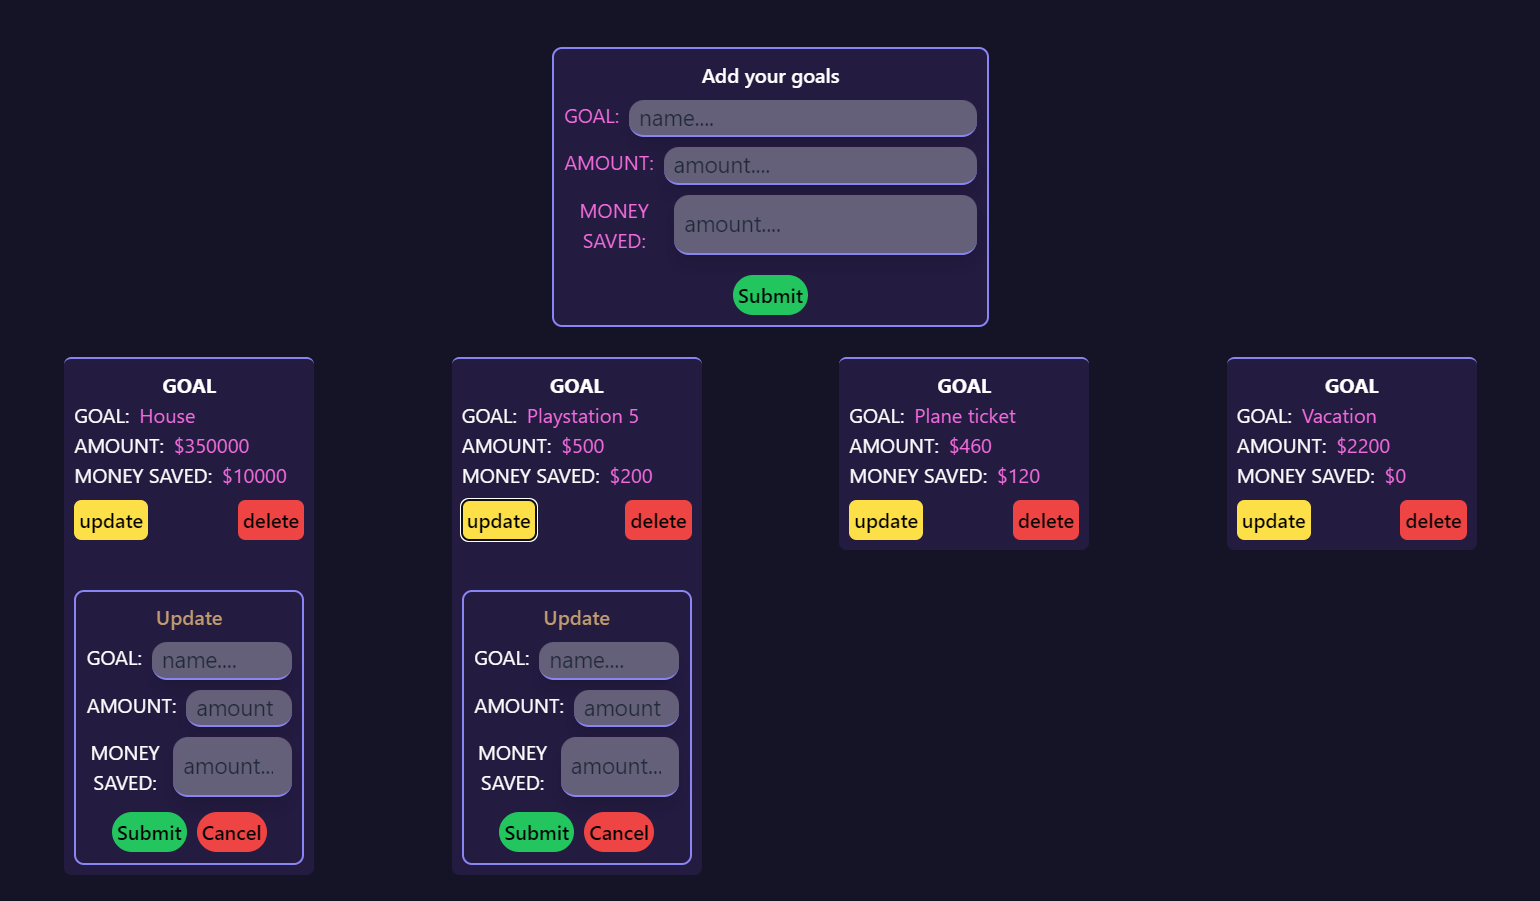 Add your goals
GOAL: name....
AMOUNT: amount....
MONEY SAVED: amount....
Submit
GOAL
GOAL: House
AMOUNT: $350000
MONEY SAVED: $10000
update delete
Update
GOAL: name....
AMOUNT: amount
MONEY SAVED: amount...
Submit Cancel
GOAL
GOAL: Playstation 5
AMOUNT: $500
MONEY SAVED: $200
update delete
Update
GOAL: name....
AMOUNT: amount
MONEY SAVED: amount...
Submit Cancel
GOAL
GOAL: Plane ticket
AMOUNT: $460
MONEY SAVED: $120
update delete
GOAL
GOAL: Vacation
AMOUNT: $2200
MONEY SAVED: $0
update delete